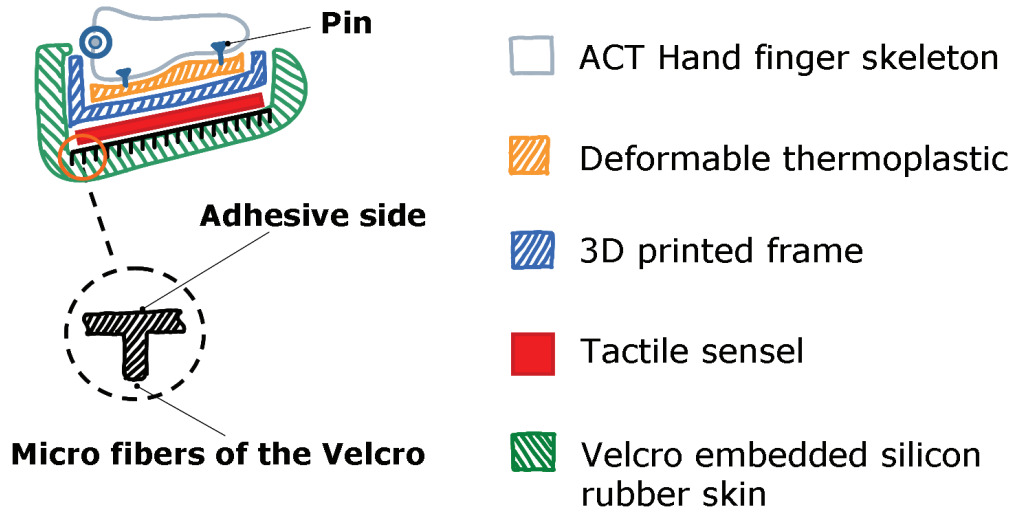 Pin
ACT Hand finger skeleton
Deformable thermoplastic
Adhesive side
3D printed frame
Tactile sensel
Micro fibers of the Velcro
Velcro embedded silicon
rubber skin